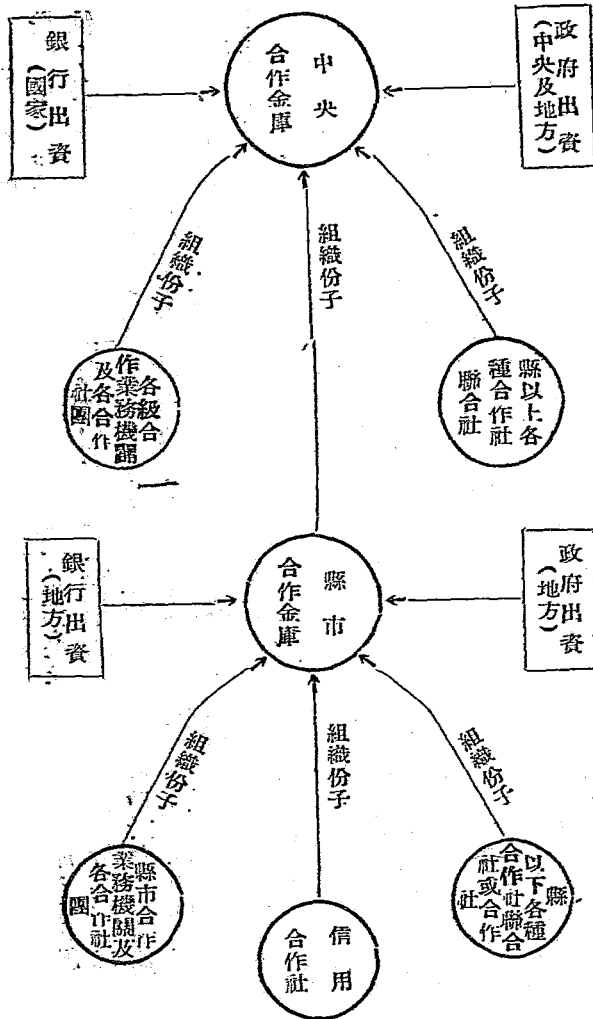 政府出資
(中央及地方)
中央
合作金庫
銀行出資
(國家)
組織份子
組織份子
組織份子
縣以上各
種合作社
聯合社
各級合
作業務機關
及各合作
社團
政府出資
(地方)
縣市
合作金庫
銀行出資
(地方)
組織份子
組織份子
組織份子
縣
以下各種
合作社聯合
社或合作
社
信用
合作社
縣市合作
業務機關及
各合作社
團